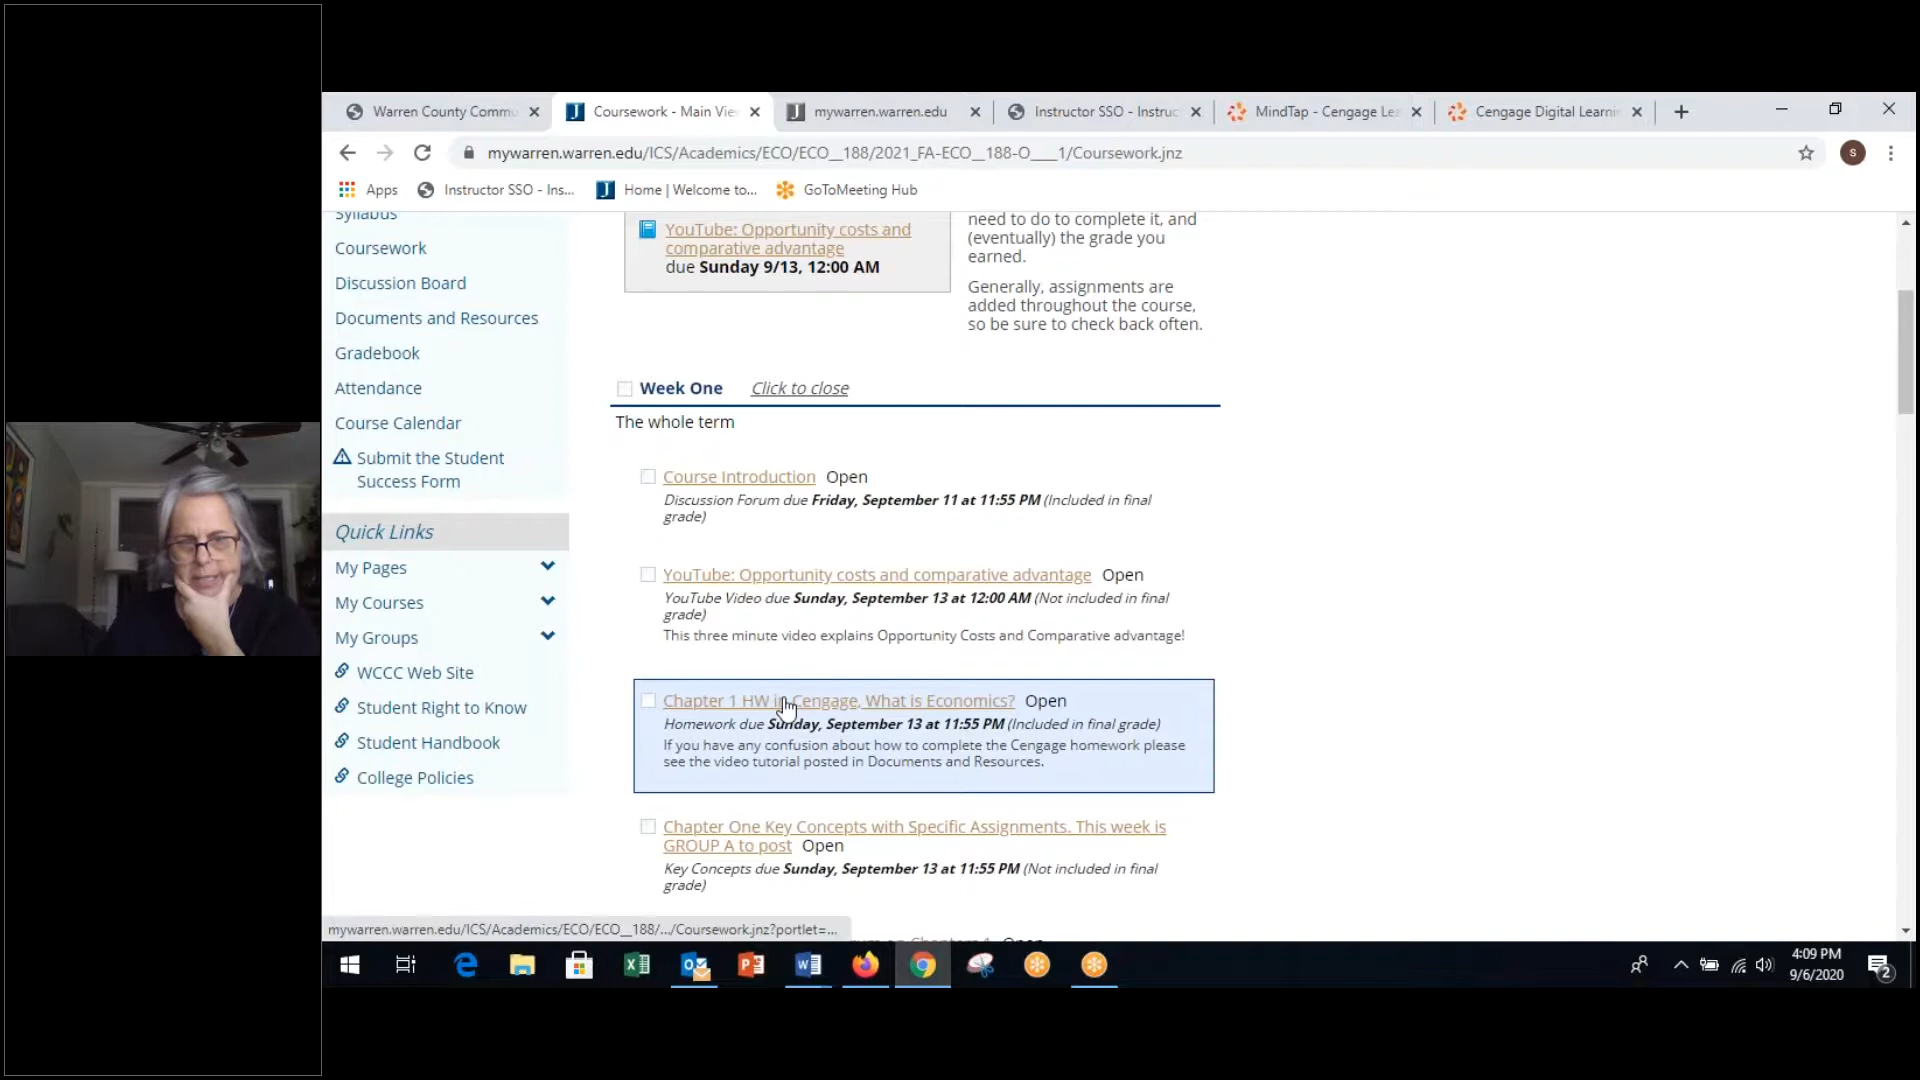 Warren County Commu
Coursework - Main Vie
mywarren.warren.edu
Instructor SSO - Instruc
MindTap - Cengage Le
Cengage Digital Learnin
mywarren.warren.edu/ICS/Academics/ECO/ECO__188/2021_FA-ECO__188-O____1/Coursework.jnz
S
Apps
Instructor SSO - Ins...
Home | Welcome to...
GoToMeeting Hub
Syllabus
Coursework
Discussion Board
Documents and Resources
Gradebook
Attendance
Course Calendar
Submit the Student
Success Form
Quick Links
My Pages
My Courses
My Groups
WCCC Web Site
Student Right to Know
Student Handbook
College Policies
YouTube: Opportunity costs and
comparative advantage
due Sunday 9/13, 12:00 AM
need to do to complete it, and
(eventually) the grade you
earned.
Generally, assignments are
added throughout the course,
so be sure to check back often.
Week One Click to close
The whole term
Course Introduction Open
Discussion Forum due Friday, September 11 at 11:55 PM (Included in final
grade)
YouTube: Opportunity costs and comparative advantage Open
YouTube Video due Sunday, September 13 at 12:00 AM (Not included in final
grade)
This three minute video explains Opportunity Costs and Comparative advantage!
Chapter 1 HW in Cengage, What is Economics? Open
Homework due Sunday, September 13 at 11:55 PM (Included in final grade)
If you have any confusion about how to complete the Cengage homework please
see the video tutorial posted in Documents and Resources.
Chapter One Key Concepts with Specific Assignments. This week is
GROUP A to post Open
Key Concepts due Sunday, September 13 at 11:55 PM (Not included in final
grade)
mywarren.warren.edu/ICS/Academics/ECO/ECO__188/.../Coursework.jnz?portlet=...
4:09 PM
9/6/2020
2